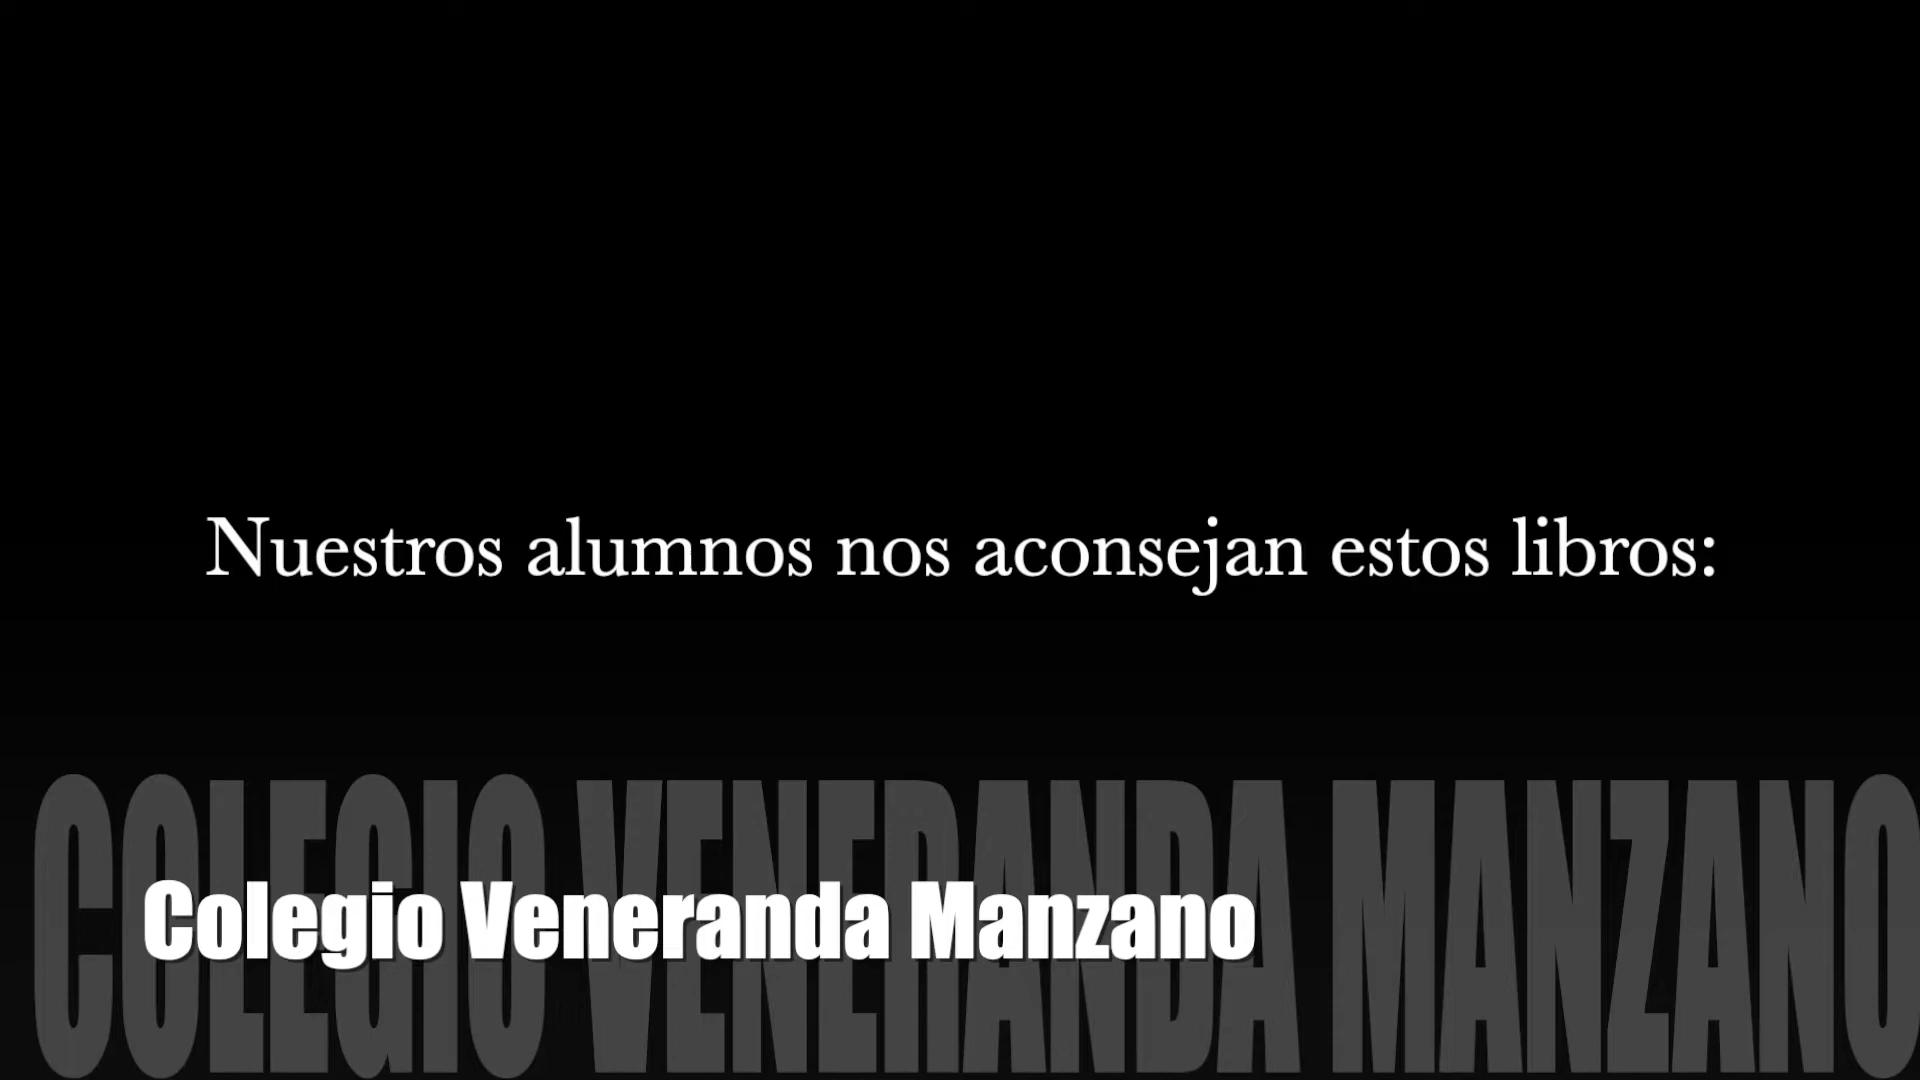 Nuestros alumnos nos aconsejan estos libros:
COLEGIO VENERANDA MANZANO
Colegio Veneranda Manzano